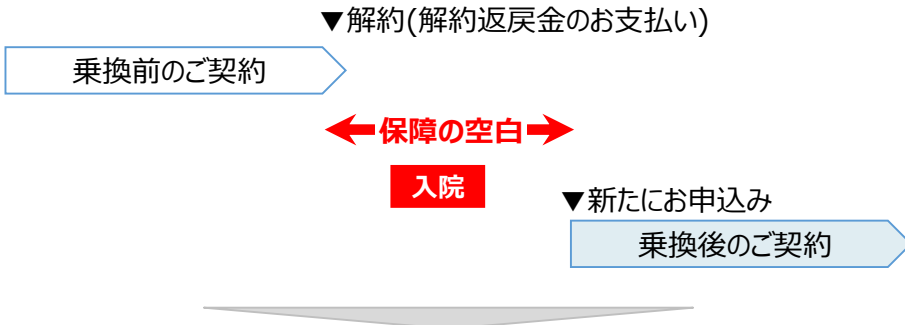 ▼解約(解約返戻金のお支払い)
乗換前のご契約
保障の空白
入院
▼新たにお申込み
乗換後のご契約